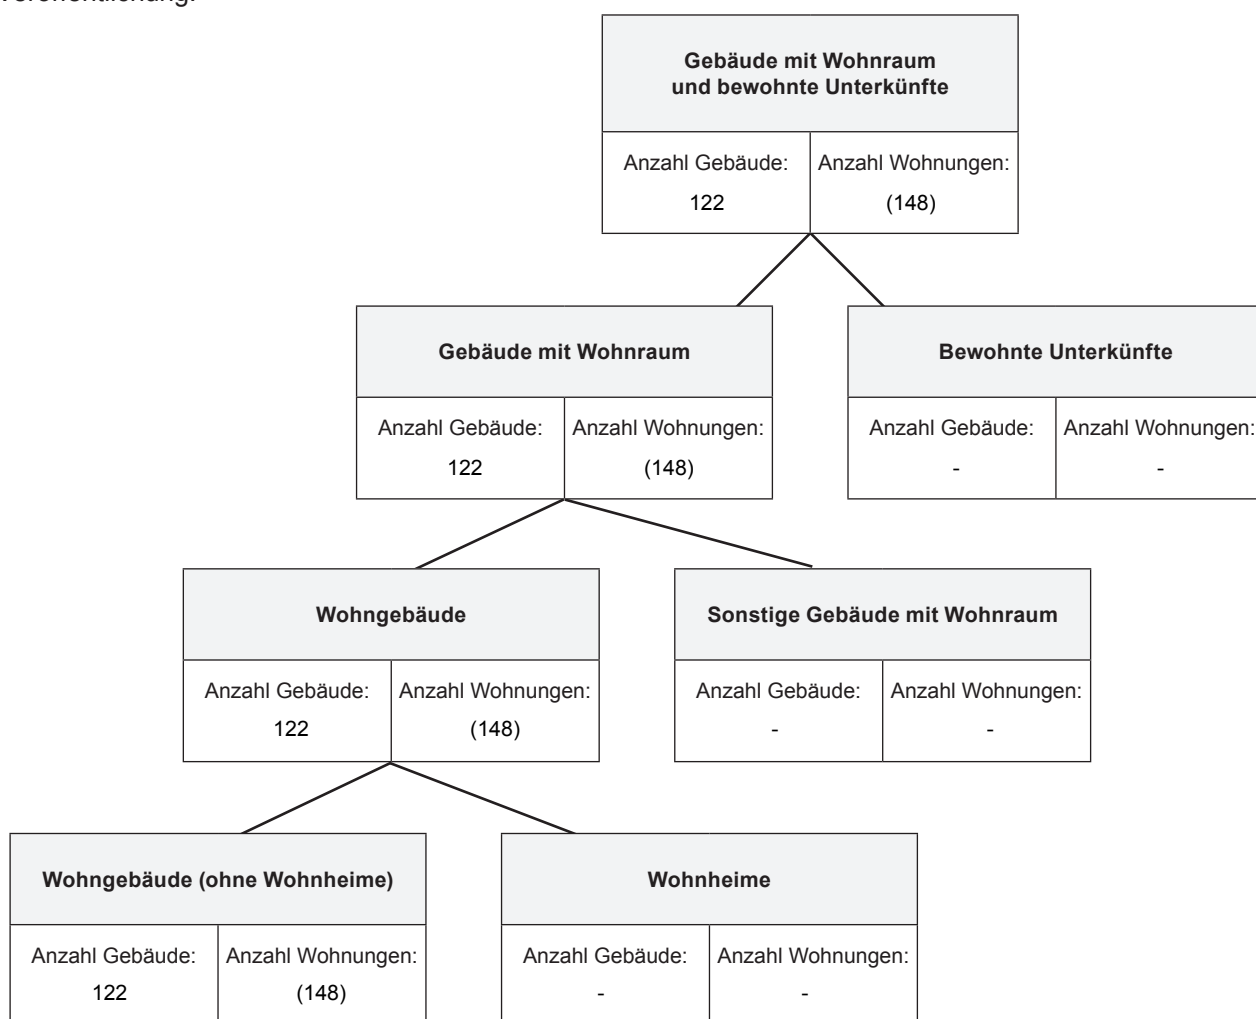 Veröffentlichung.
Gebäude mit Wohnraum
und bewohnte Unterkünfte
Anzahl Gebäude: Anzahl Wohnungen:
122 (148)
Gebäude mit Wohnraum Bewohnte Unterkünfte
Anzahl Gebäude: Anzahl Wohnungen: Anzahl Gebäude: Anzahl Wohnungen:
122 (148) - -
Wohngebäude Sonstige Gebäude mit Wohnraum
Anzahl Gebäude: Anzahl Wohnungen: Anzahl Gebäude: Anzahl Wohnungen:
122 (148) - -
Wohngebäude (ohne Wohnheime) Wohnheime
Anzahl Gebäude: Anzahl Wohnungen: Anzahl Gebäude: Anzahl Wohnungen:
122 (148) - -